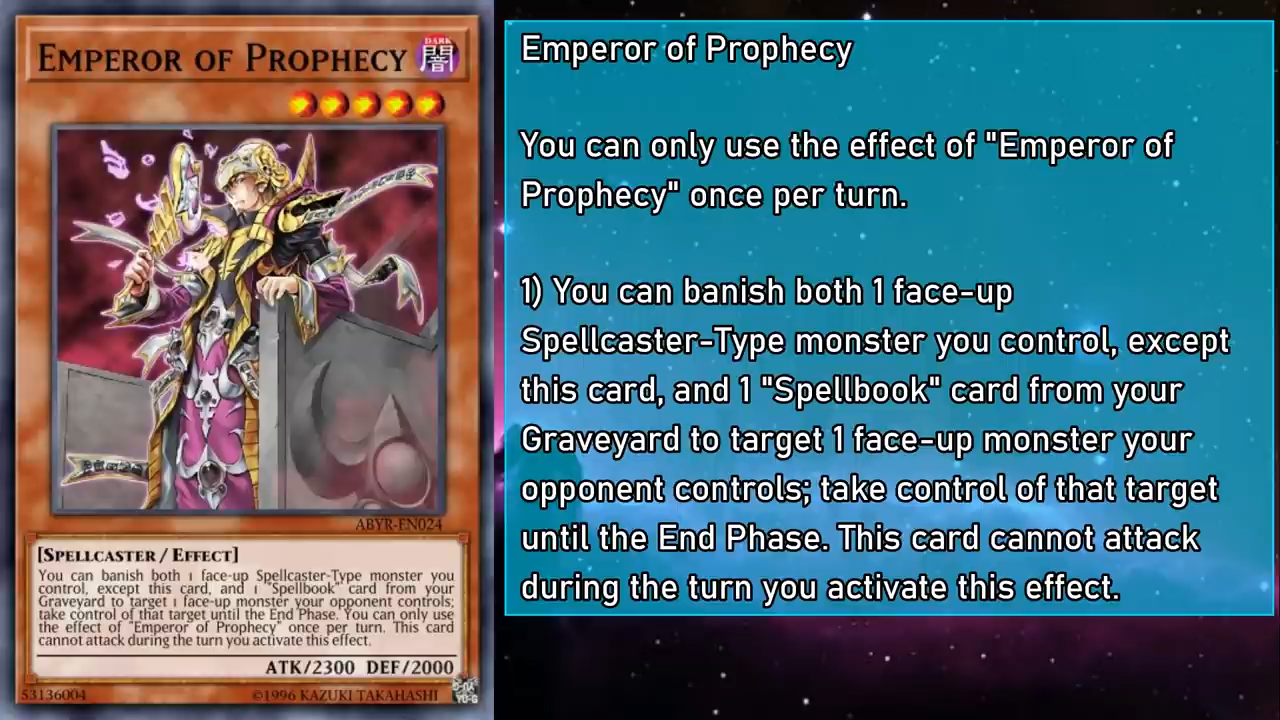 EMPEROR OF PROPHECY
DARK
闇
ABYR-EN024
[SPELLCASTER / EFFECT]
You can banish both 1 face-up Spellcaster-Type monster you
control, except this card, and 1 "Spellbook" card from your
Graveyard to target 1 face-up monster your opponent controls;
take control of that target until the End Phase. You can only use
the effect of "Emperor of Prophecy" once per turn. This card
cannot attack during the turn you activate this effect.
ATK/2300 DEF/2000
53136004
©1996 KAZUKI TAKAHASHI
Emperor of Prophecy
You can only use the effect of "Emperor of
Prophecy" once per turn.
1) You can banish both 1 face-up
Spellcaster-Type monster you control, except
this card, and 1 "Spellbook" card from your
Graveyard to target 1 face-up monster your
opponent controls; take control of that target
until the End Phase. This card cannot attack
during the turn you activate this effect.